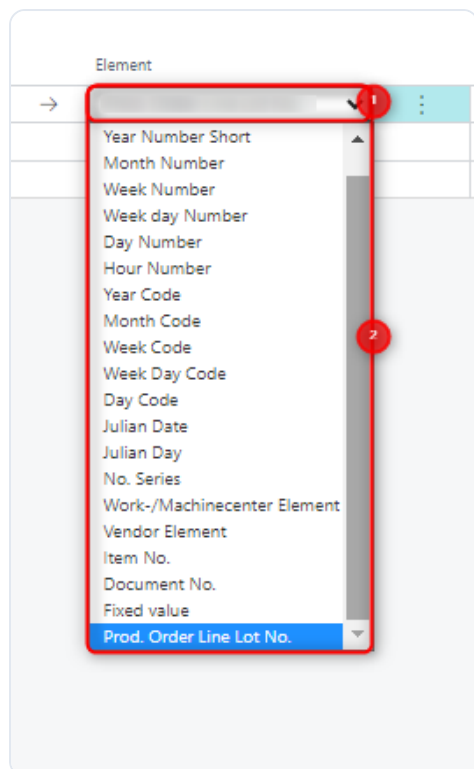 Element
1
Year Number Short
Month Number
Week Number
Week day Number
Day Number
Hour Number
Year Code
Month Code
Week Code
2
Week Day Code
Day Code
Julian Date
Julian Day
No. Series
Work-/Machinecenter Element
Vendor Element
Item No.
Document No.
Fixed value
Prod. Order Line Lot No.